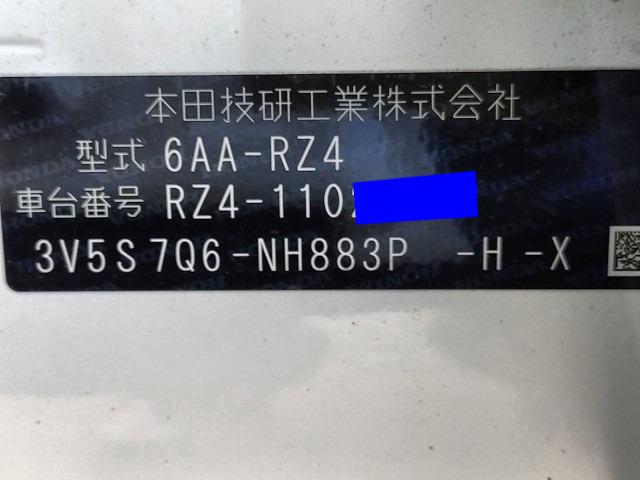 本田技研工業株式会社
型式 6AA-RZ4
車台番号 RZ4-110
3V5S7Q6-NH883P -H -X